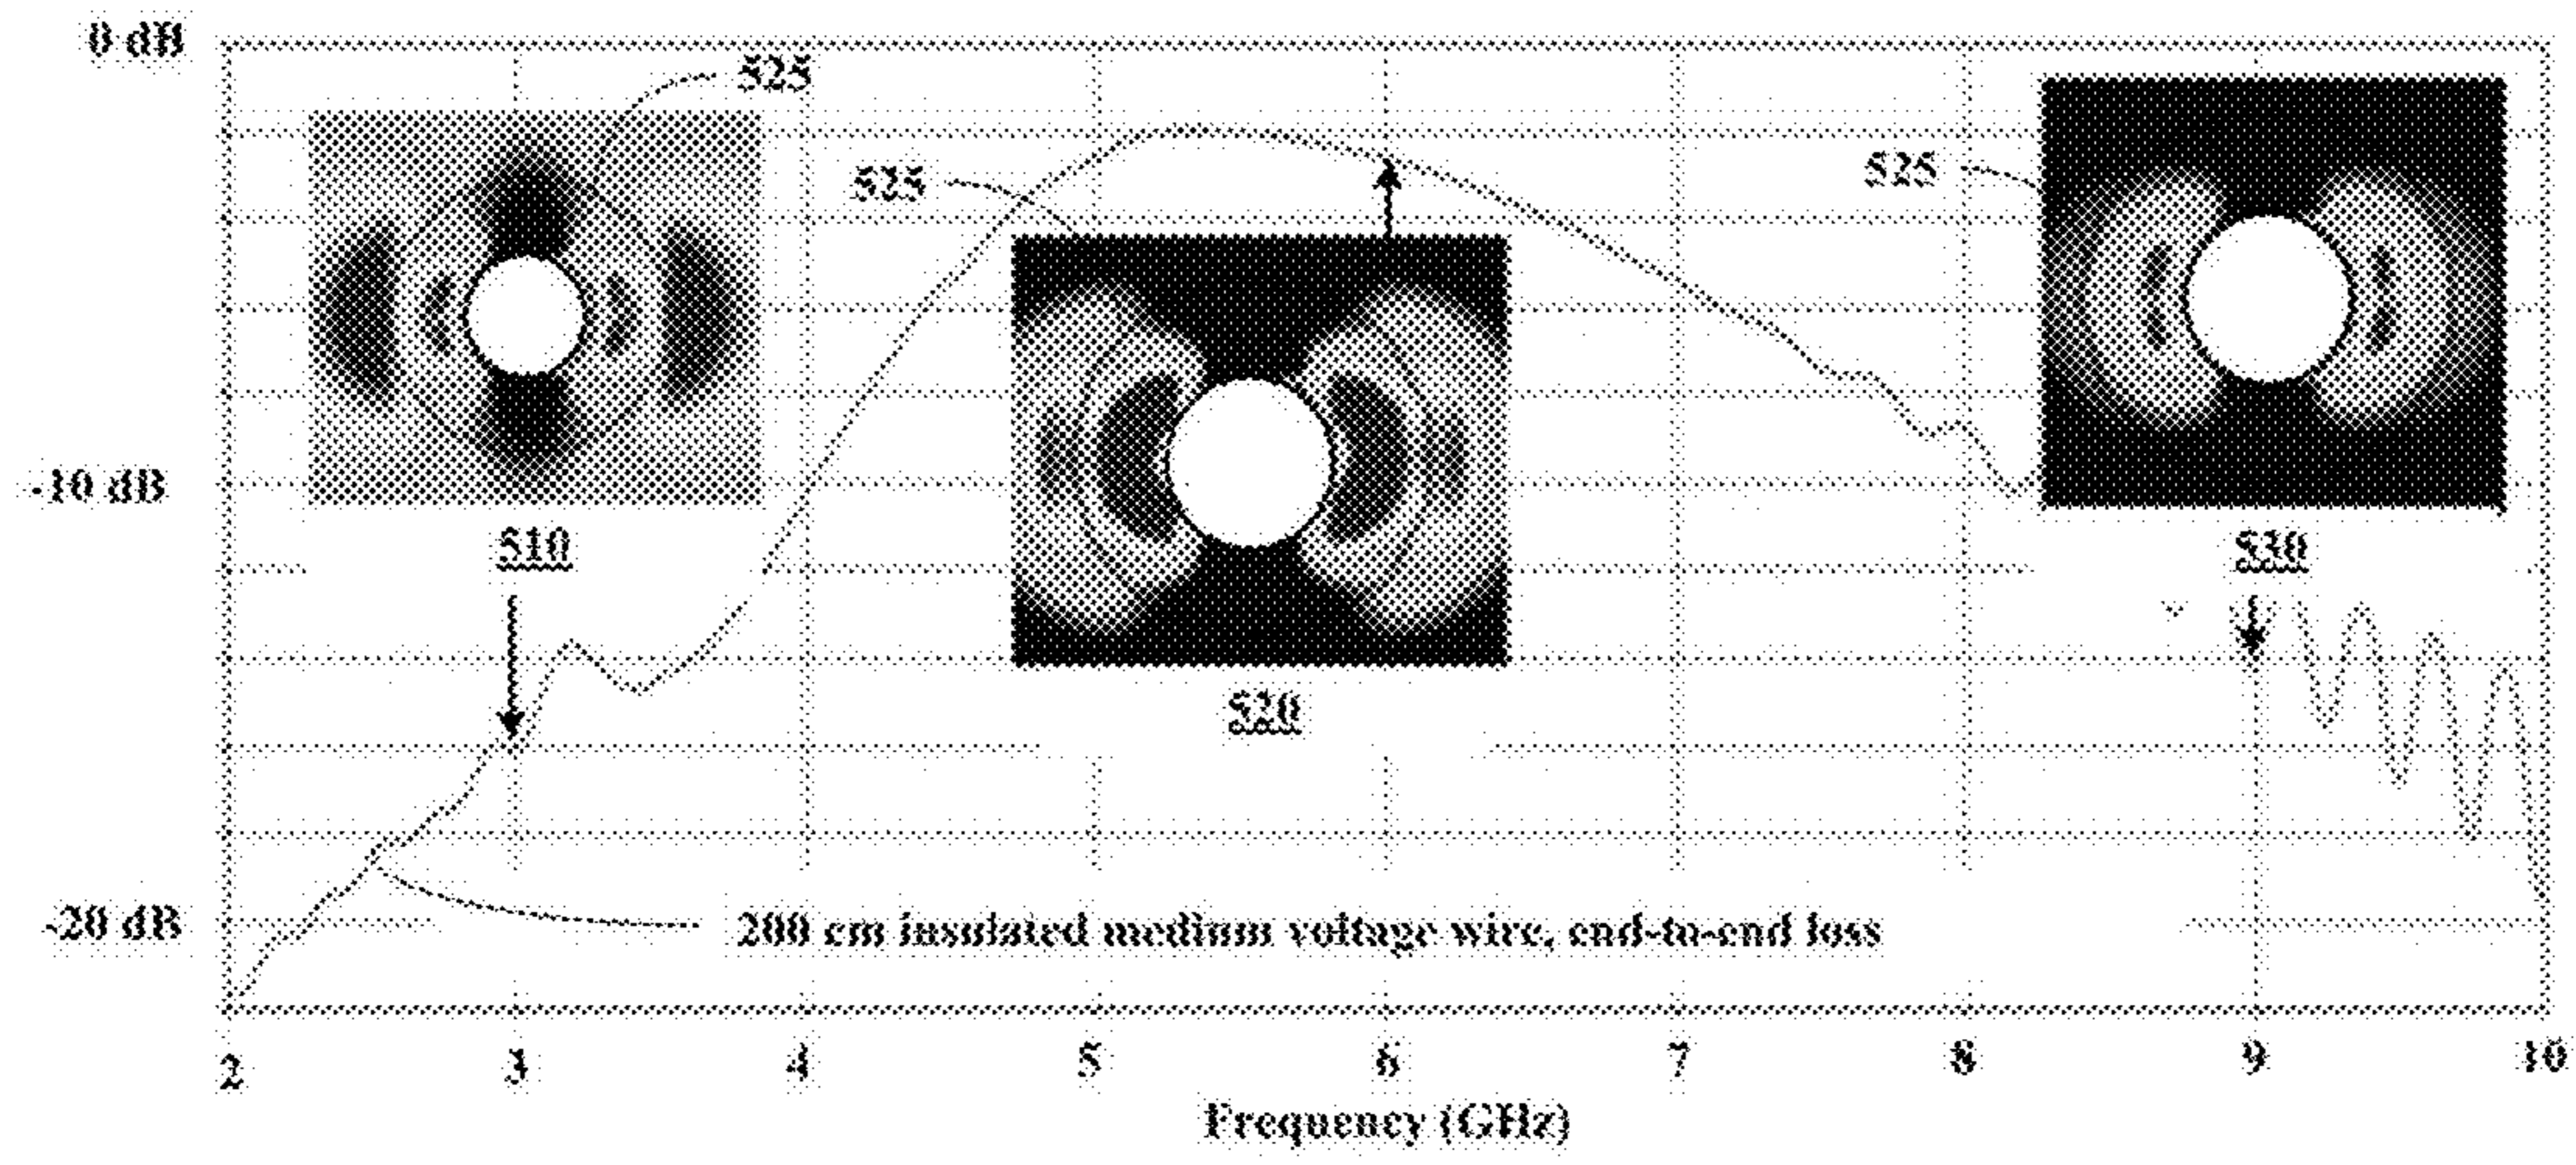 0 dB
525
525
525
-10 dB
510
530
520
-20 dB
200 cm insulated medium voltage wire, end-to-end loss
2 3 4 5 6 7 8 9 10
Frequency (GHz)